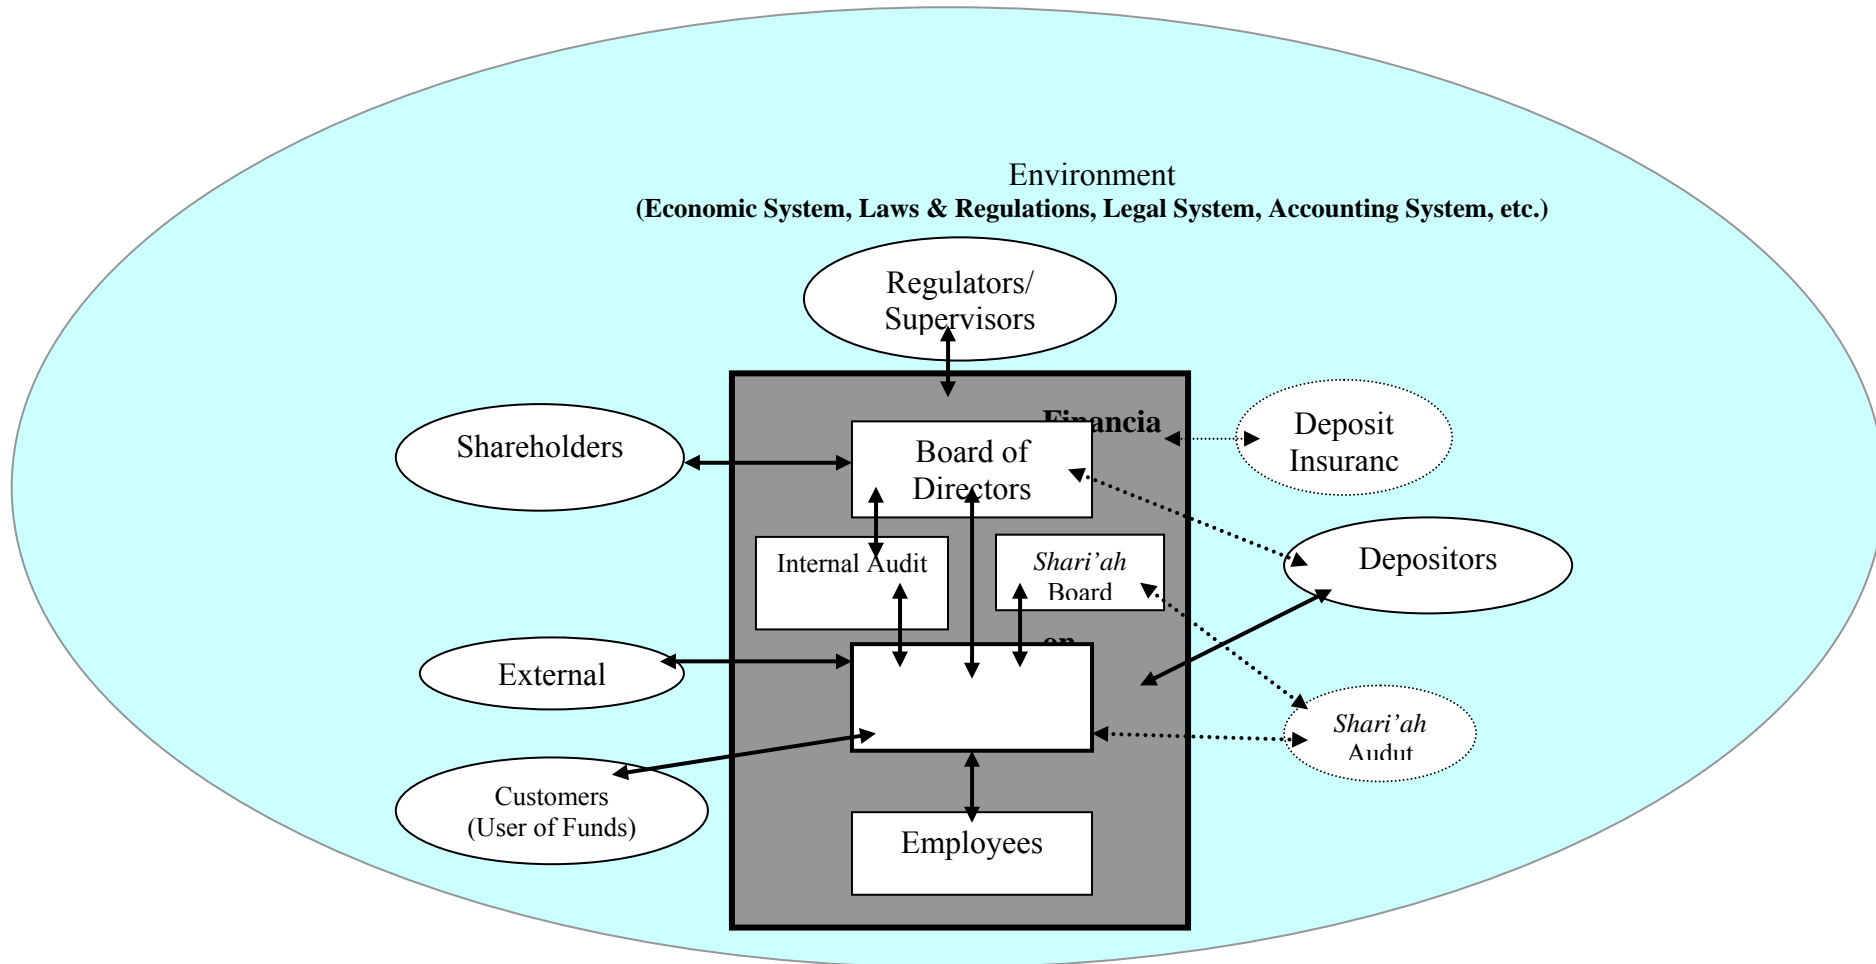 Environment
(Economic System, Laws & Regulations, Legal System, Accounting System, etc.)
Regulators/
Supervisors
Financia
Shareholders
Board of
Directors
Deposit
Insuranc
Internal Audit
Shari’ah
Board
Depositors
on
External
Shari’ah
Audut
Customers
(User of Funds)
Employees